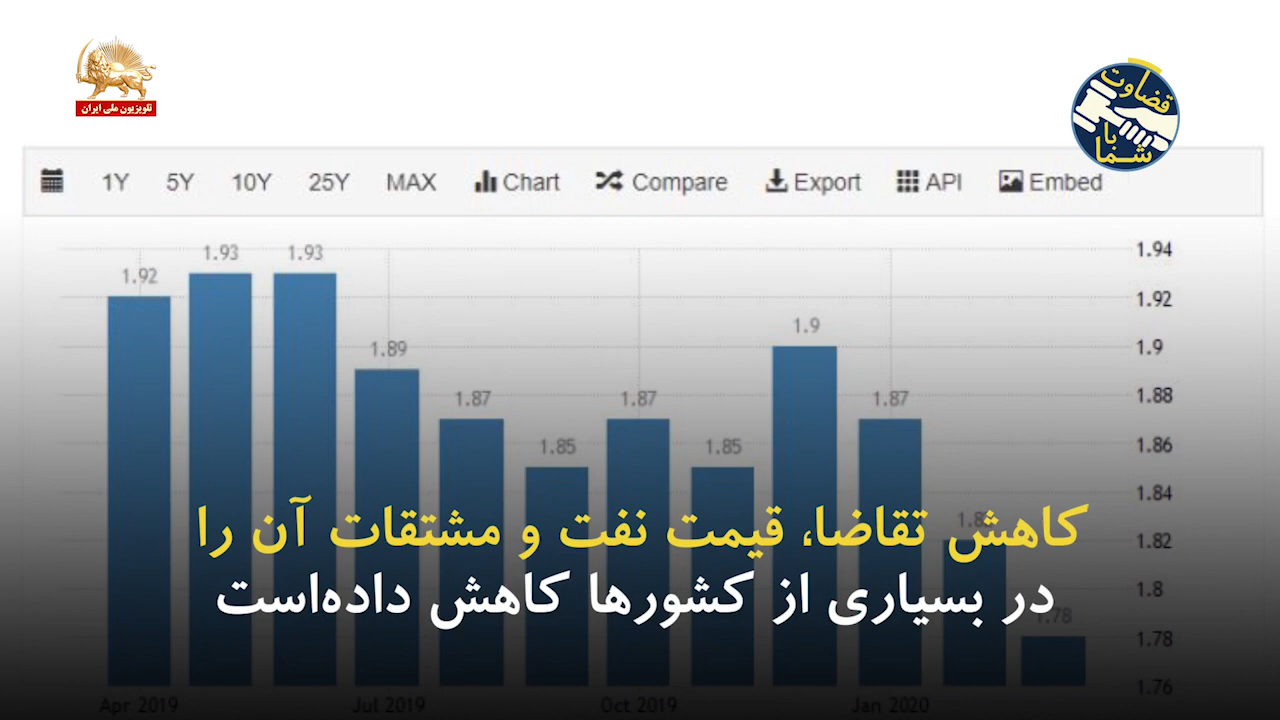 تلویزیون ملی ایران
قضاوت
با
شما
1Y 5Y 10Y 25Y MAX Chart Compare Export API Embed
1.92 1.93 1.93 1.89 1.87 1.85 1.87 1.85 1.9 1.87 1.82 1.78
1.94
1.92
1.9
1.88
1.86
1.84
1.82
1.8
1.78
1.76
کاهش تقاضا، قیمت نفت و مشتقات آن را
در بسیاری از کشورها کاهش داده‌است
Apr 2019 Jul 2019 Oct 2019 Jan 2020